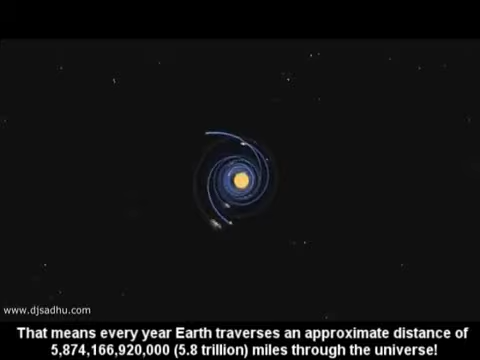 www.djsadhu.com
That means every year Earth traverses an approximate distance of
5,874,166,920,000 (5.8 trillion) miles through the universe!